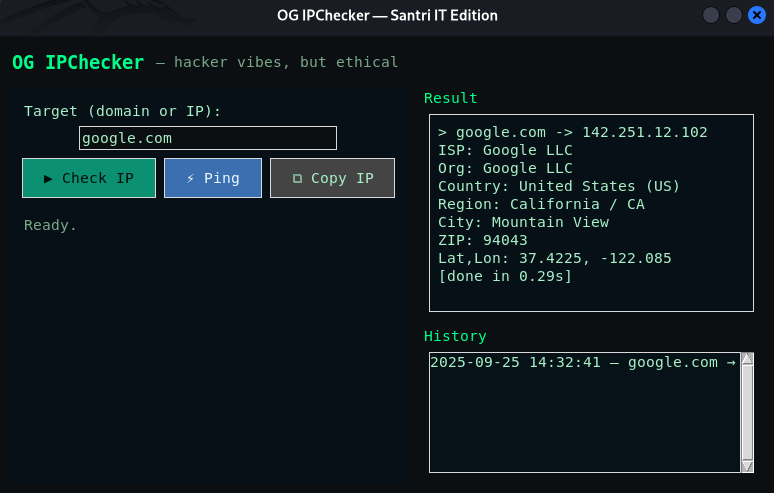 OG IPChecker — Santri IT Edition
OG IPChecker — hacker vibes, but ethical
Target (domain or IP):
google.com
▶ Check IP
⚡ Ping
⧉ Copy IP
Ready.
Result
> google.com -> 142.251.12.102
ISP: Google LLC
Org: Google LLC
Country: United States (US)
Region: California / CA
City: Mountain View
ZIP: 94043
Lat,Lon: 37.4225, -122.085
[done in 0.29s]
History
2025-09-25 14:32:41 — google.com →